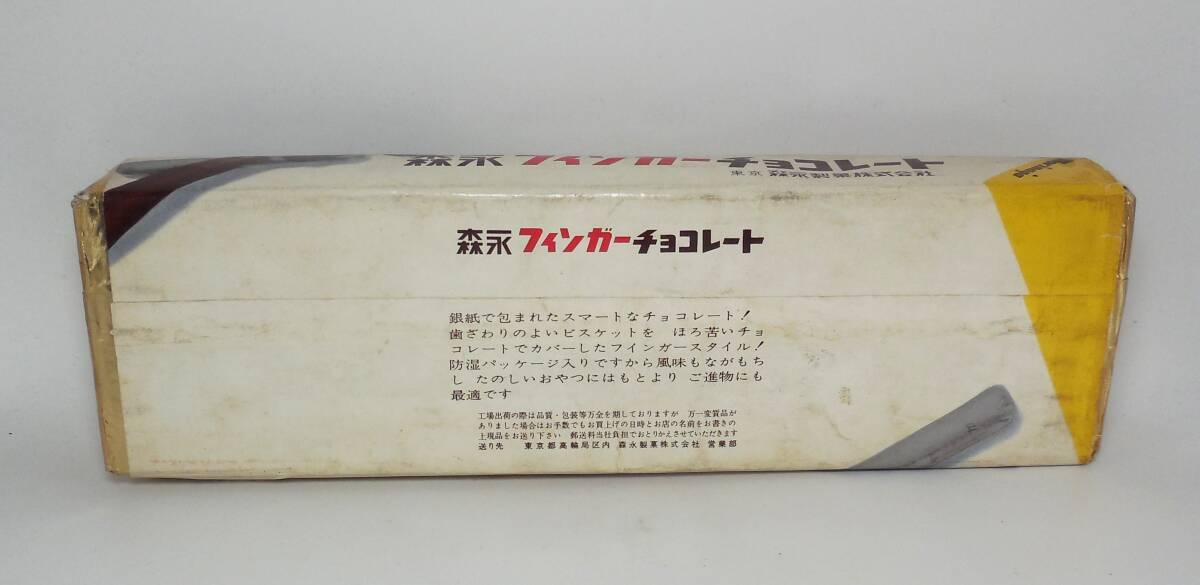 森永 フィンガーチョコレート
東京 森永製菓株式会社
森永 フィンガーチョコレート
銀紙で包まれたスマートなチョコレート!
歯ざわりのよいビスケットを ほろ苦いチョ
コレートでカバーしたフインガースタイル!
防湿パッケージ入りですから風味もながもち
し たのしいおやつにはもとより ご進物にも
最適です
工場出荷の際は品質・包装等万全を期しておりますが 万一変質品が
ありました場合はお手数でもお買上げの日時とお店の名前をお書きの
上現品をお送り下さい 郵送料当社負担でおとりかえさせていただきます
送り先 東京都高輪局区内 森永製菓株式会社 営業部